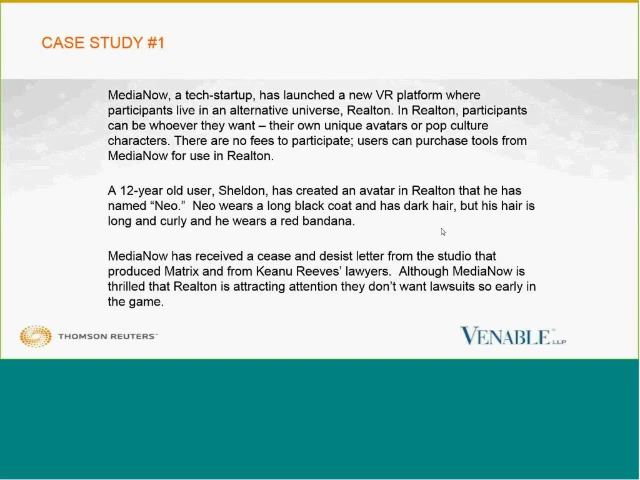 CASE STUDY #1
MediaNow, a tech-startup, has launched a new VR platform where
participants live in an alternative universe, Realton. In Realton, participants
can be whoever they want – their own unique avatars or pop culture
characters. There are no fees to participate; users can purchase tools from
MediaNow for use in Realton.
A 12-year old user, Sheldon, has created an avatar in Realton that he has
named “Neo.” Neo wears a long black coat and has dark hair, but his hair is
long and curly and he wears a red bandana.
MediaNow has received a cease and desist letter from the studio that
produced Matrix and from Keanu Reeves’ lawyers. Although MediaNow is
thrilled that Realton is attracting attention they don’t want lawsuits so early in
the game.
THOMSON REUTERS™
VENABLE LLP